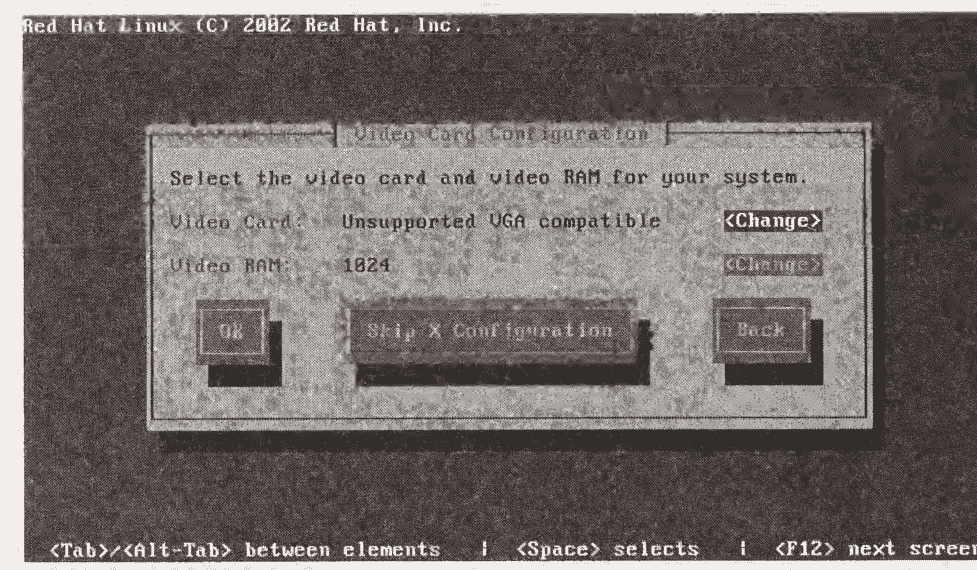 Red Hat Linux (C) 2002 Red Hat, Inc.
Video Card Configuration
Select the video card and video RAM for your system.
Video Card: Unsupported VGA compatible <Change>
Video RAM: 1024 <Change>
OK Skip X Configuration Back
<Tab>/<Alt-Tab> between elements | <Space> selects | <F12> next screen